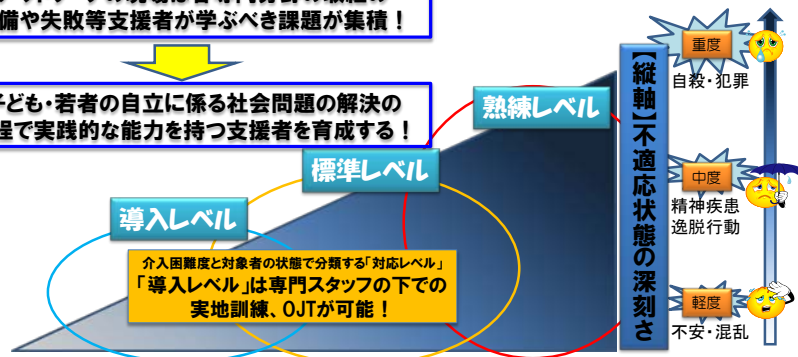 備や失敗等支援者が学ぶべき課題が集積！
子ども・若者の自立に係る社会問題の解決の
程で実践的な能力を持つ支援者を育成する！
熟練レベル
標準レベル
導入レベル
介入困難度と対象者の状態で分類する「対応レベル」
「導入レベル」は専門スタッフの下での
実地訓練、OJTが可能！
【縦軸】不適応状態の深刻さ
重度
自殺・犯罪
中度
精神疾患
逸脱行動
軽度
不安・混乱